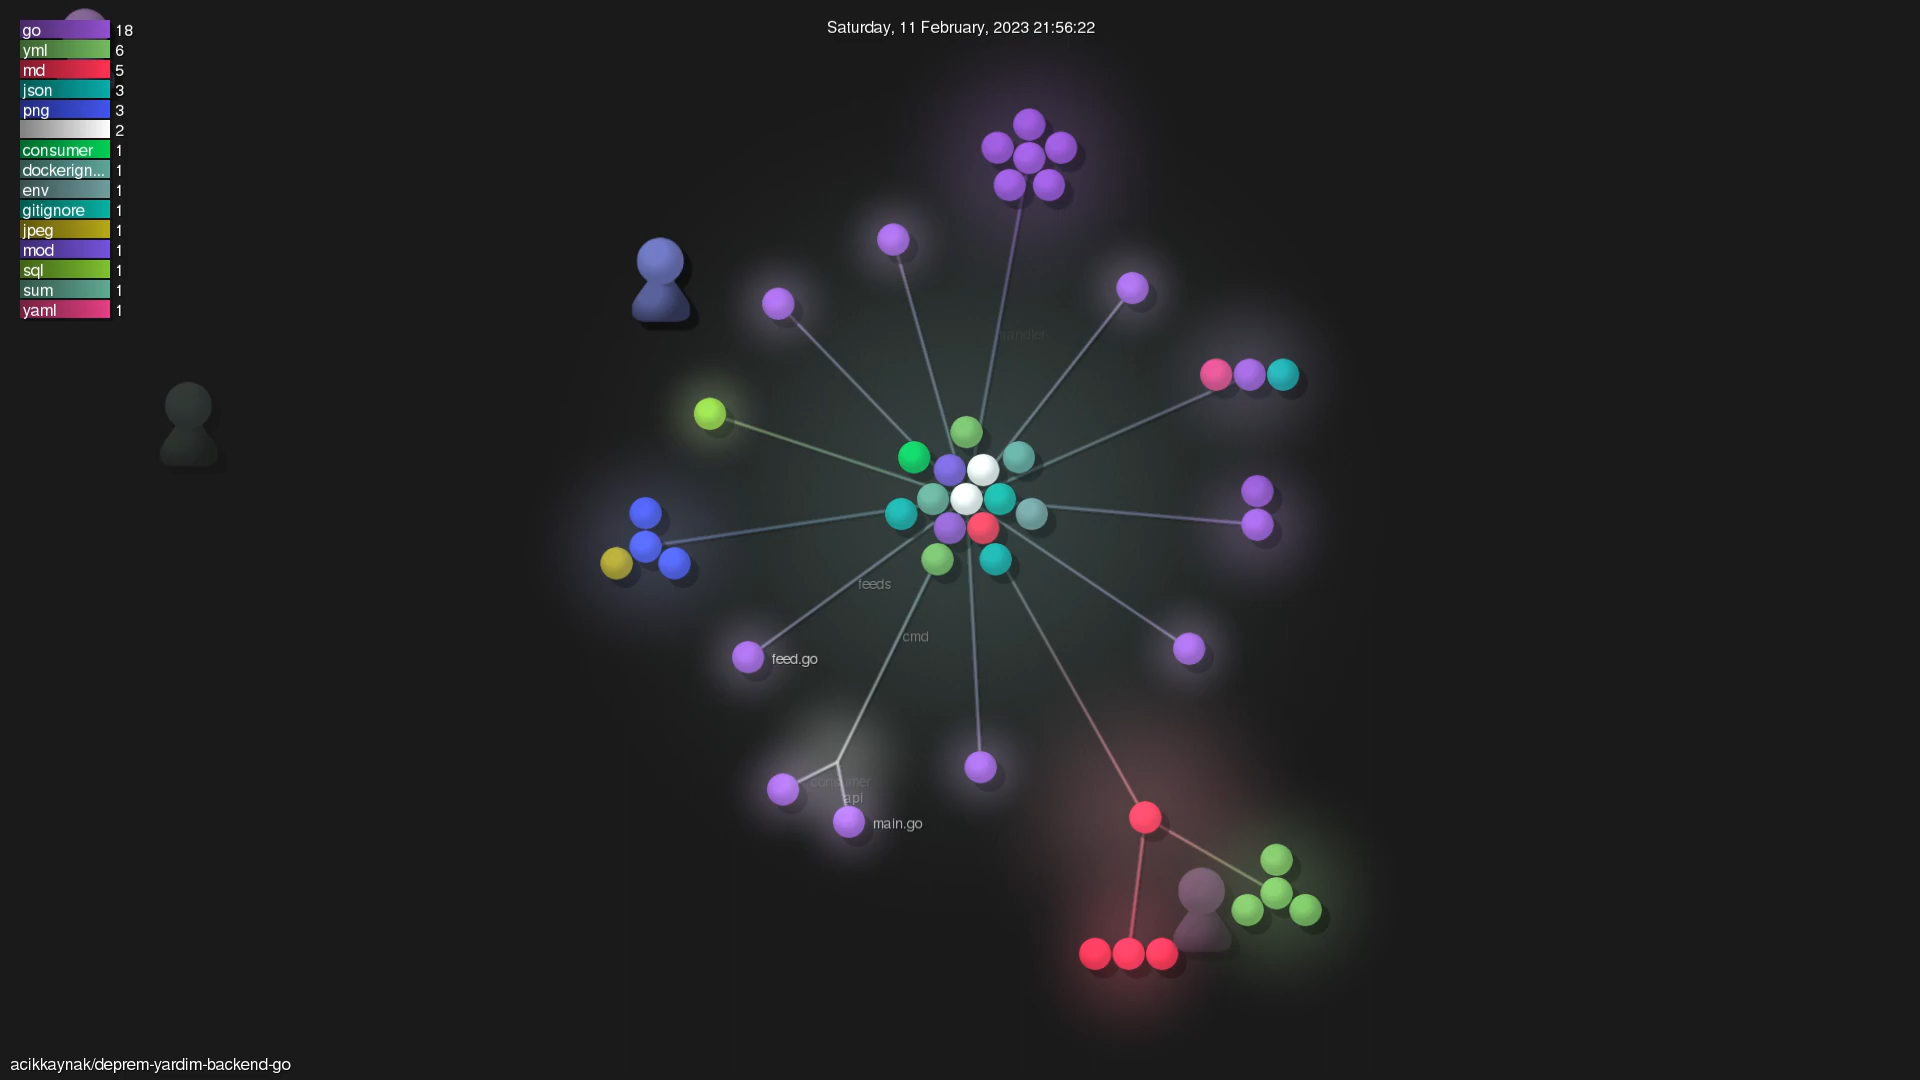 Saturday, 11 February, 2023 21:56:22
go 18
yml 6
md 5
json 3
png 3
2
consumer 1
dockerign... 1
env 1
gitignore 1
jpeg 1
mod 1
sql 1
sum 1
yaml 1
handler
feeds
cmd
feed.go
consumer
api
main.go
acikkaynak/deprem-yardim-backend-go